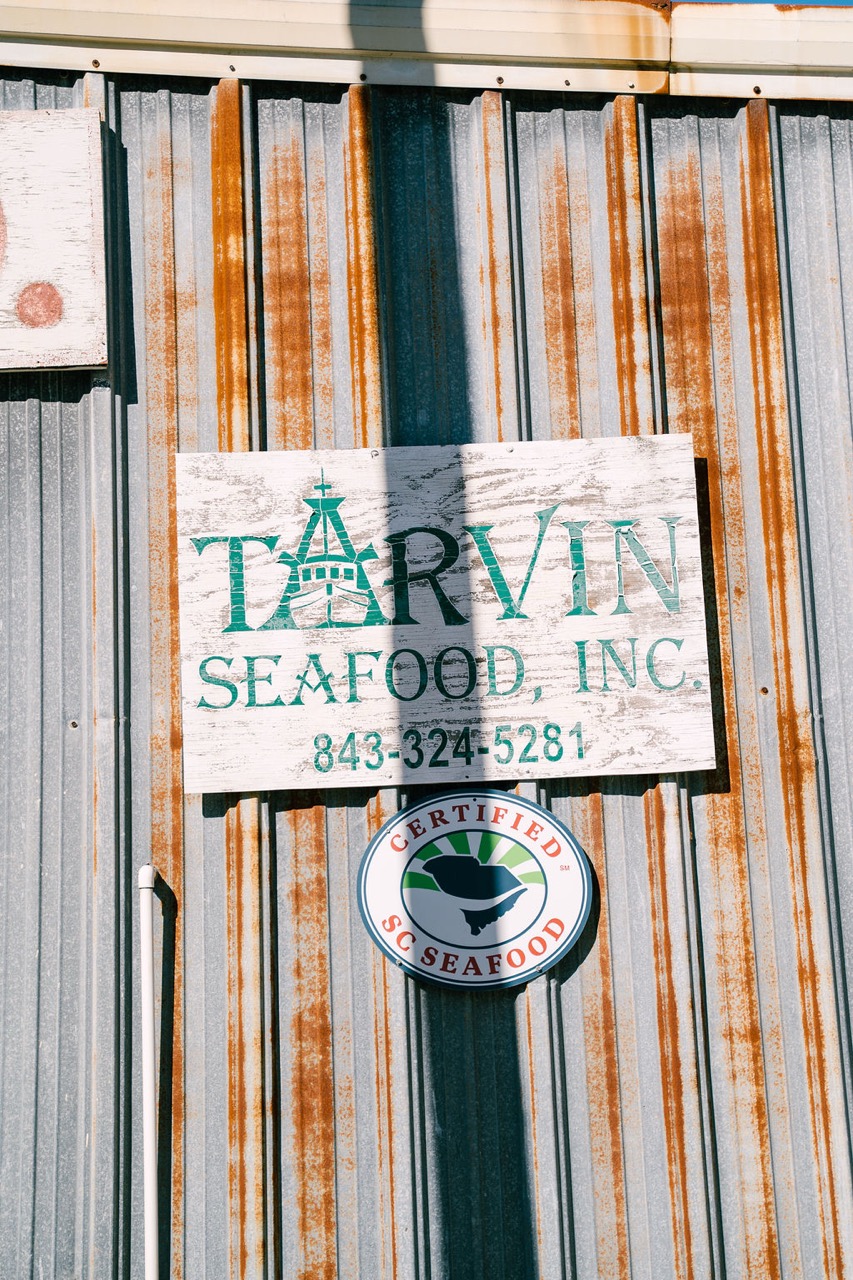 TARVIN
SEAFOOD, INC.
843-324-5281
CERTIFIED
SM
SC SEAFOOD